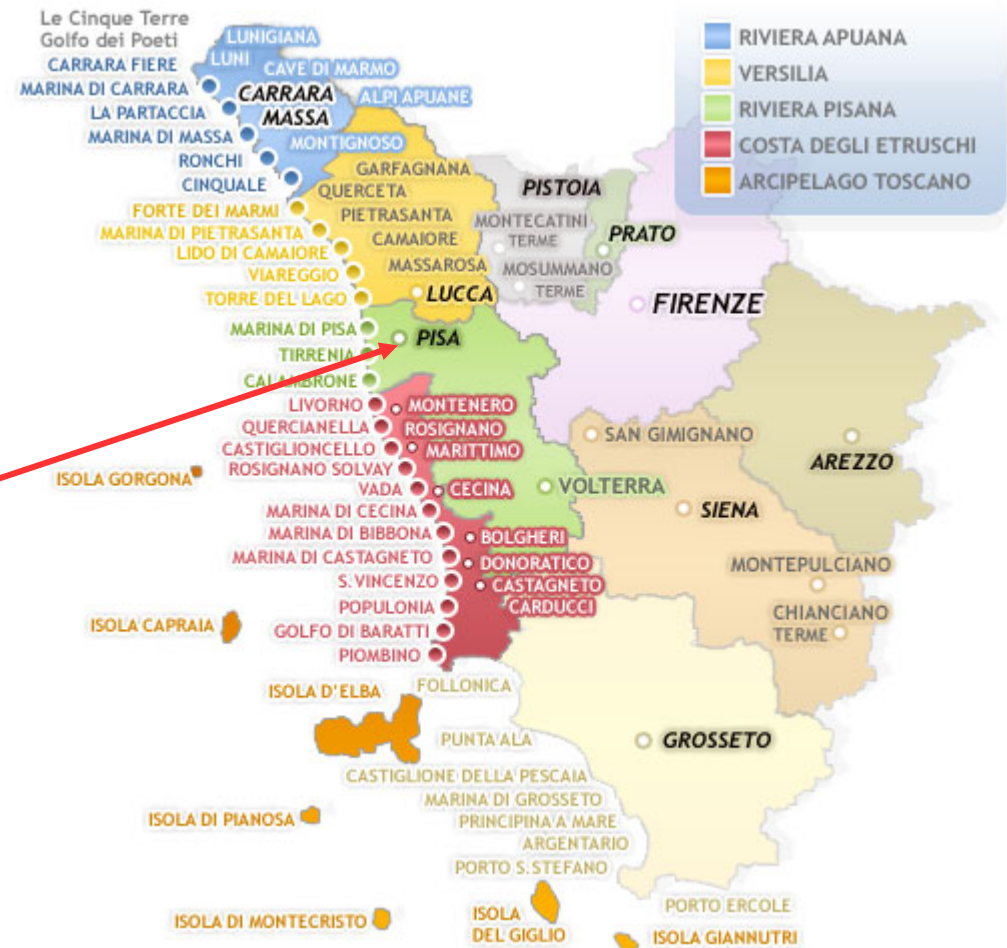 Le Cinque Terre
Golfo dei Poeti
CARRARA FIERE
MARINA DI CARRARA
LA PARTACCIA
MARINA DI MASSA
RONCHI
CINQUALE
FORTE DEI MARMI
MARINA DI PIETRASANTA
LIDO DI CAMAIORE
VIAREGGIO
TORRE DEL LAGO
MARINA DI PISA
TIRRENIA
CALAMBRONE
LIVORNO
QUERCIANELLA
CASTIGLIONCELLO
ROSIGNANO SOLVAY
VADA
MARINA DI CECINA
MARINA DI BIBBONA
MARINA DI CASTAGNETO
S.VINCENZO
POPULONIA
GOLFO DI BARATTI
PIOMBINO
LUNIGIANA
LUNI
CAVE DI MARMO
CARRARA
MASSA
ALPI APUANE
MONTIGNOSO
GARFAGNANA
QUERCETA
PIETRASANTA
CAMAIORE
MASSAROSA
LUCCA
PISTOIA
MONTECATINI
TERME
MOSUMMANO
TERME
PRATO
FIRENZE
PISA
MONTENERO
ROSIGNANO
MARITTIMO
CECINA
VOLTERRA
BOLGHERI
DONORATICO
CASTAGNETO
CARDUCCI
SAN GIMIGNANO
SIENA
AREZZO
MONTEPULCIANO
CHIANCIANO
TERME
GROSSETO
FOLLONICA
PUNTA ALA
CASTIGLIONE DELLA PESCAIA
MARINA DI GROSSETO
PRINCIPINA A MARE
ARGENTARIO
PORTO S.STEFANO
PORTO ERCOLE
ISOLA GORGONA
ISOLA CAPRAIA
ISOLA D'ELBA
ISOLA DI PIANOSA
ISOLA DI MONTECRISTO
ISOLA
DEL GIGLIO
ISOLA GIANNUTRI
RIVIERA APUANA
VERSILIA
RIVIERA PISANA
COSTA DEGLI ETRUSCHI
ARCIPELAGO TOSCANO